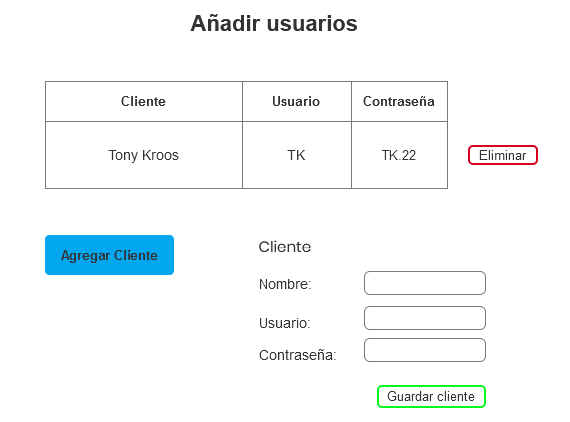 Añadir usuarios
Cliente Usuario Contraseña
Tony Kroos TK TK.22 Eliminar
Agregar Cliente
Cliente
Nombre:
Usuario:
Contraseña:
Guardar cliente